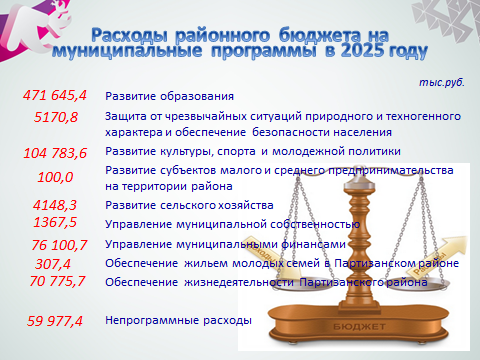 Расходы районного бюджета на
муниципальные программы в 2025 году
тыс.руб.
471 645,4 Развитие образования
5170,8 Защита от чрезвычайных ситуаций природного и техногенного
характера и обеспечение безопасности населения
104 783,6 Развитие культуры, спорта и молодежной политики
100,0 Развитие субъектов малого и среднего предпринимательства
на территории района
4148,3 Развитие сельского хозяйства
1367,5 Управление муниципальной собственностью
76 100,7 Управление муниципальными финансами
307,4 Обеспечение жильем молодых семей в Партизанском районе
70 775,7 Обеспечение жизнедеятельности Партизанского района
59 977,4 Непрограммные расходы
БЮДЖЕТ